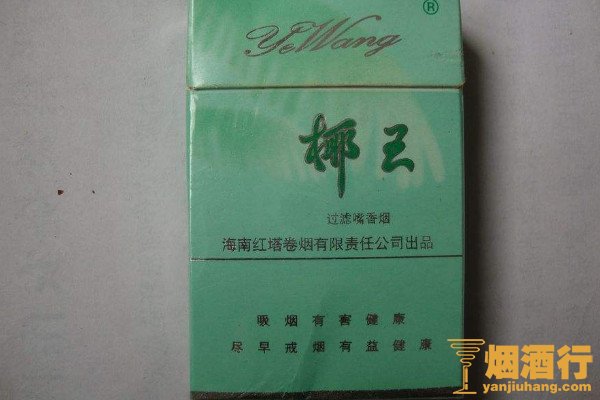 ®
YeWang
椰王
过滤嘴香烟
海南红塔卷烟有限责任公司出品
吸烟有害健康
尽早戒烟有益健康
烟酒行
yanjiuhang.com